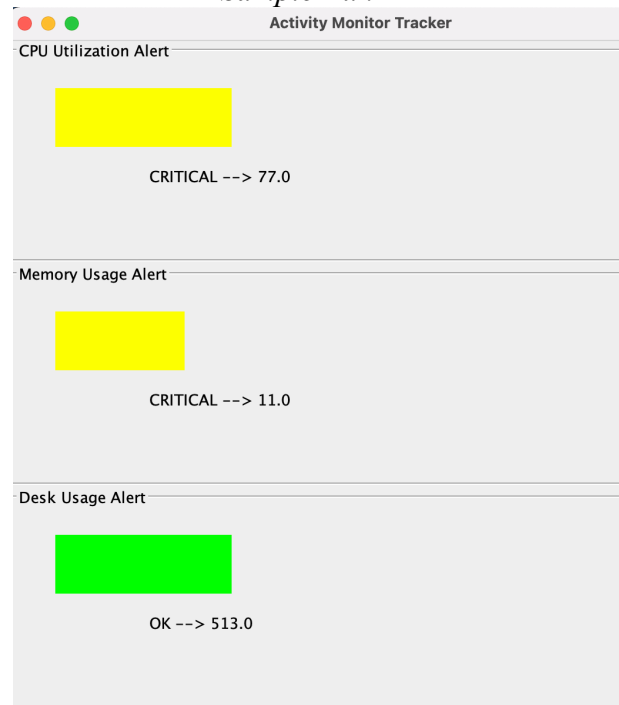 Activity Monitor Tracker
CPU Utilization Alert
CRITICAL --> 77.0
Memory Usage Alert
CRITICAL --> 11.0
Desk Usage Alert
OK --> 513.0